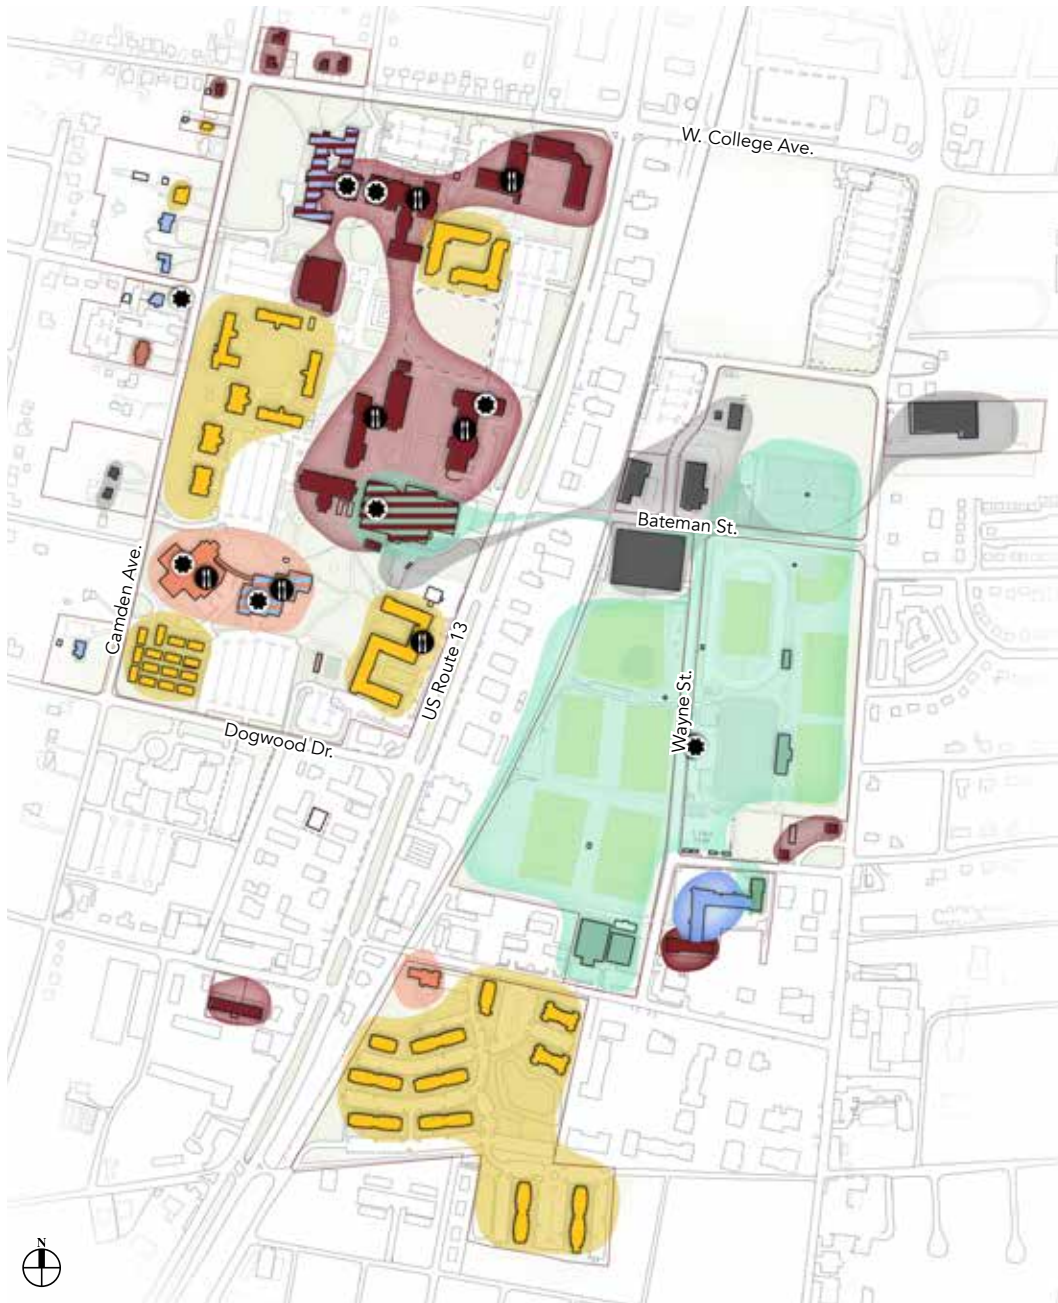 W. College Ave.
Bateman St.
Camden Ave.
US Route 13
Wayne St.
Dogwood Dr.
N